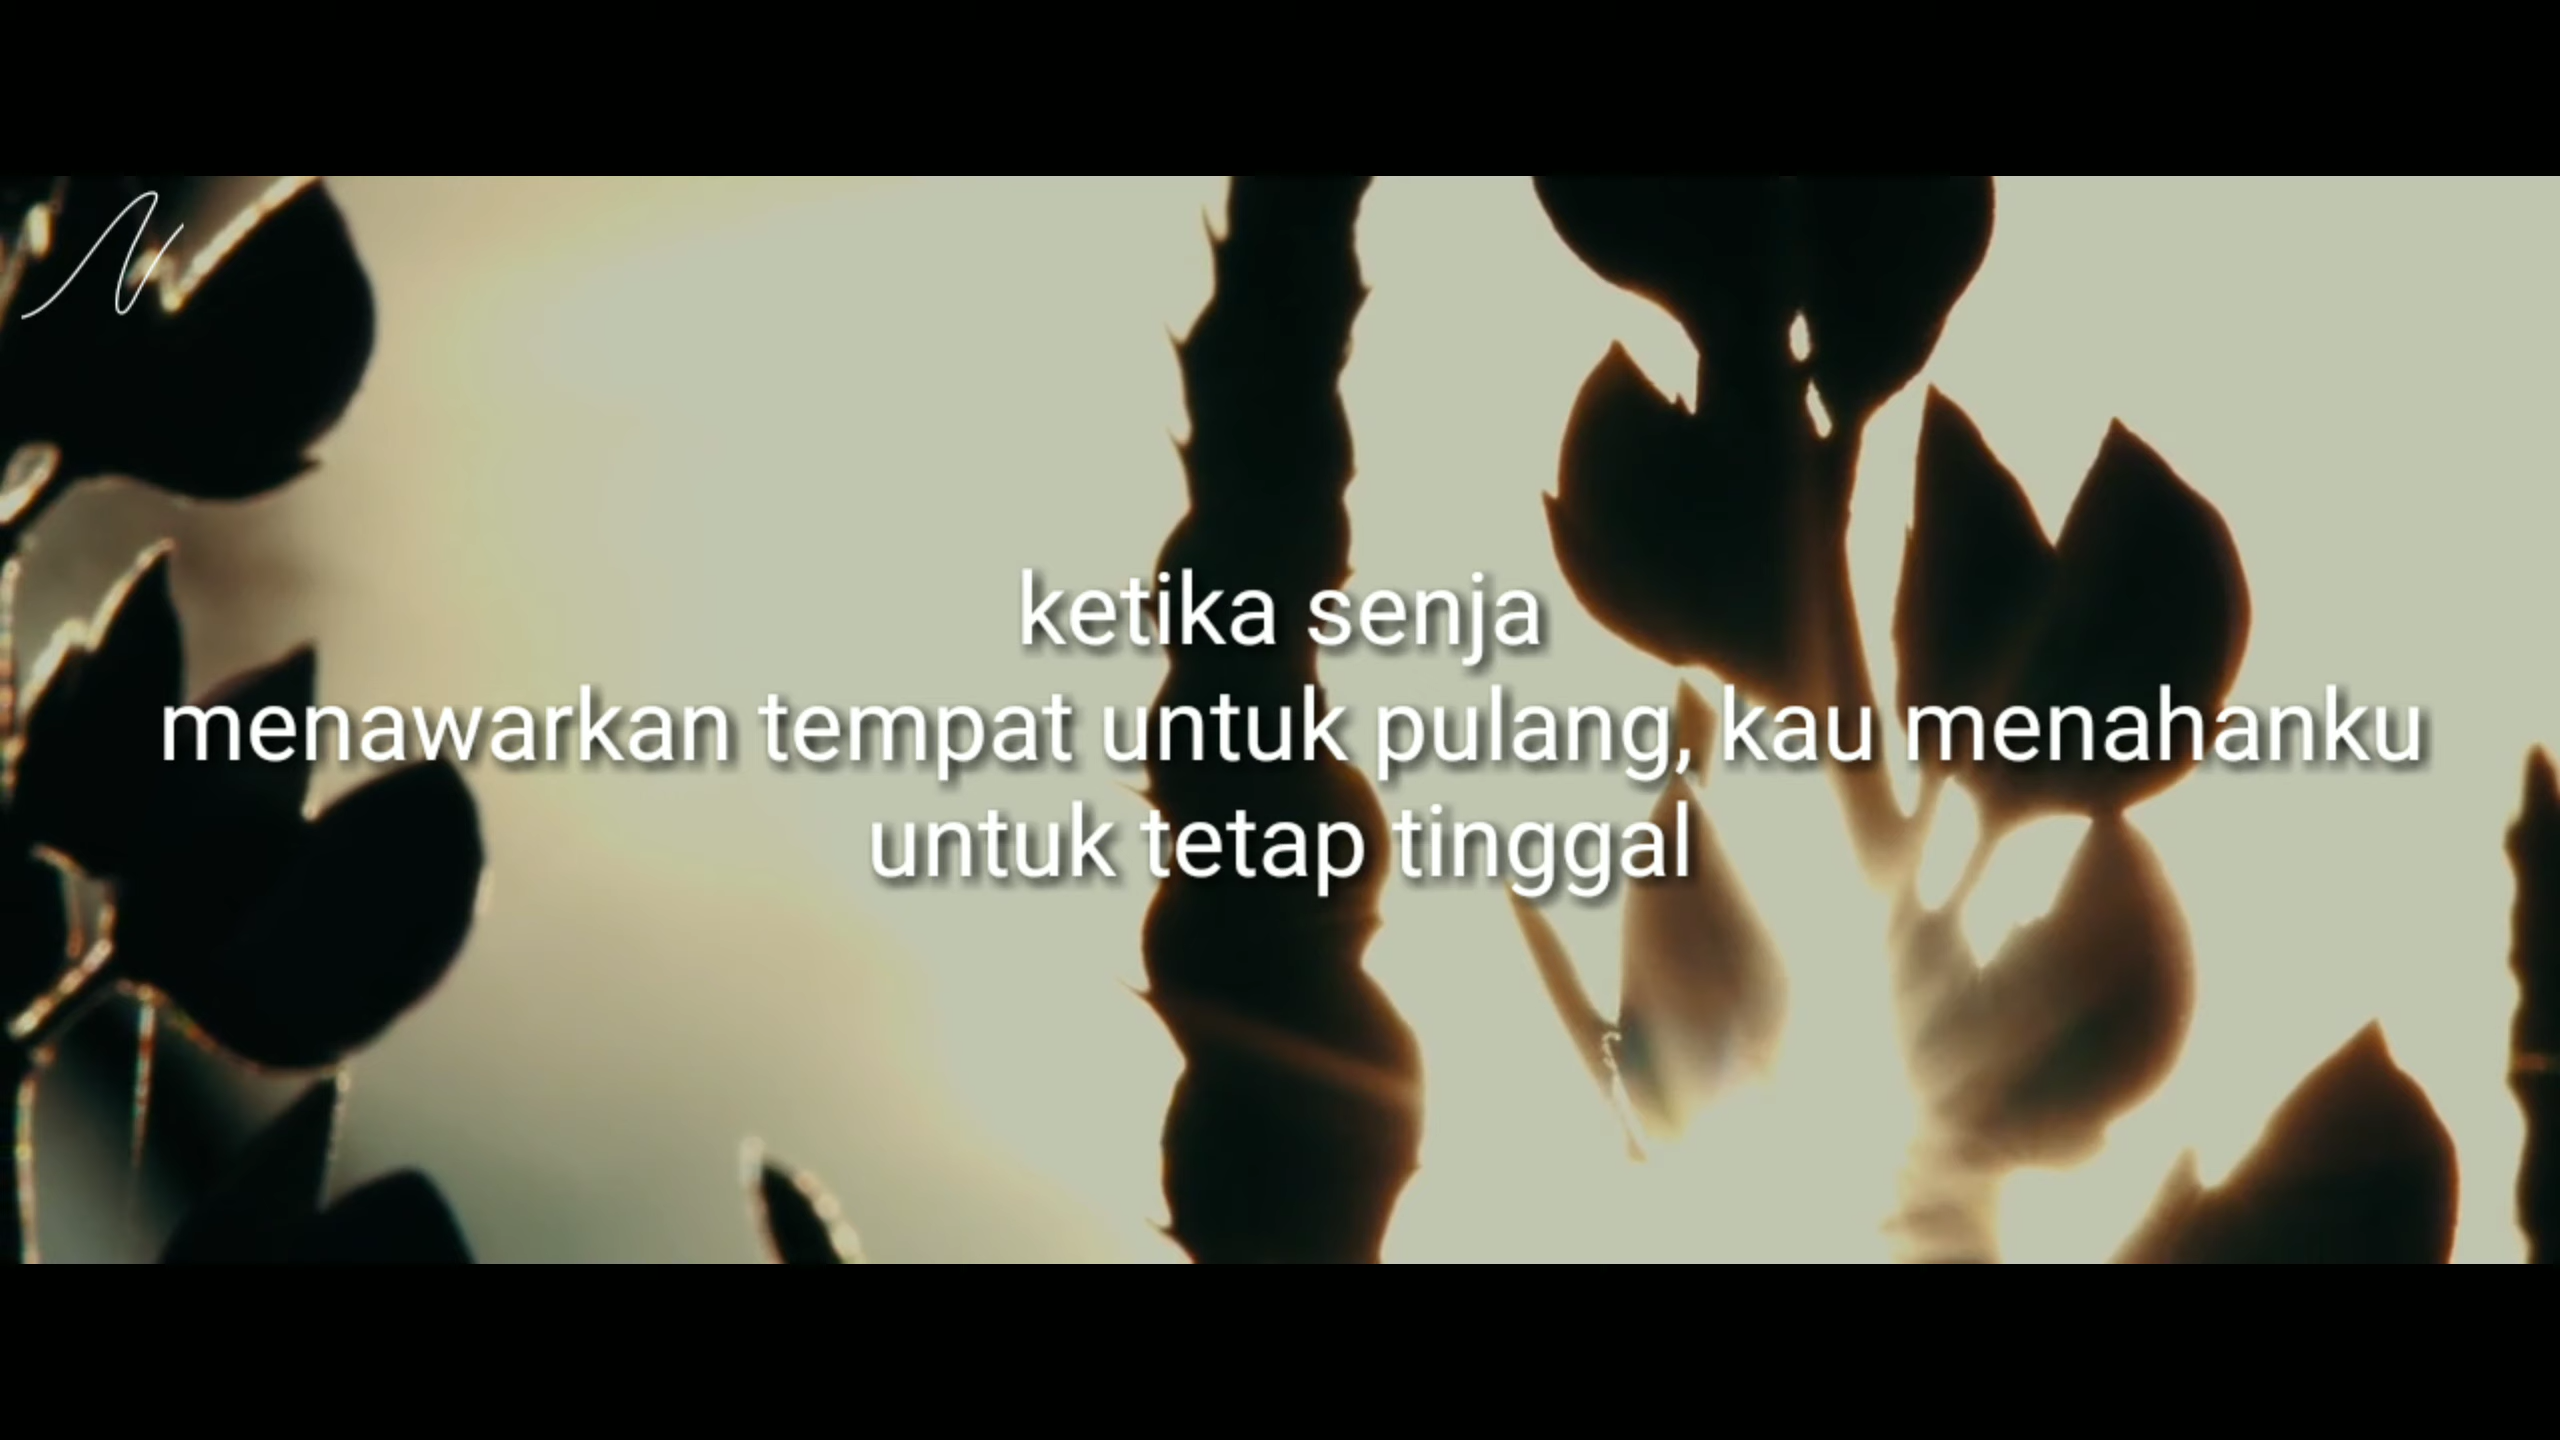 N
ketika senja
menawarkan tempat untuk pulang, kau menahanku
untuk tetap tinggal